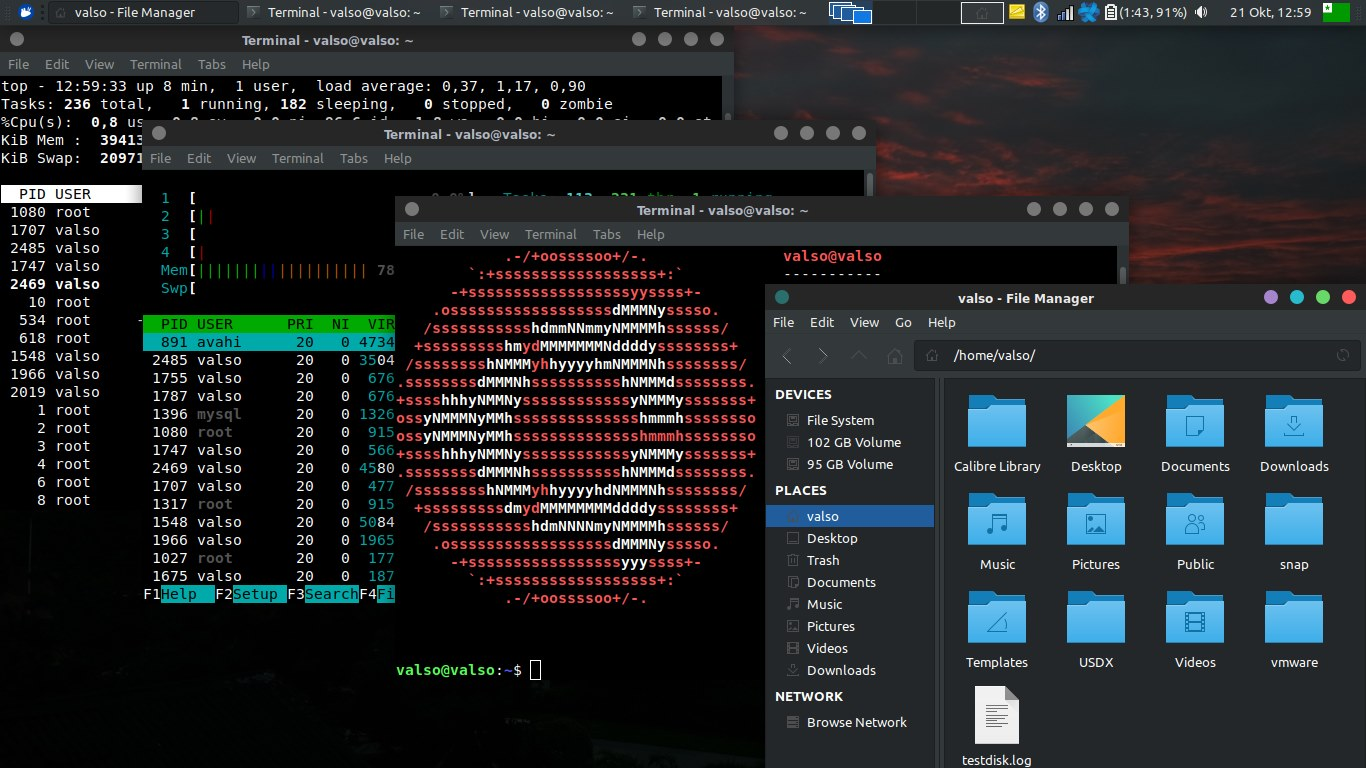 valso - File Manager
Terminal - valso@valso: ~
Terminal - valso@valso: ~
Terminal - valso@valso: ~
(1:43, 91%)
21 Okt, 12:59
Terminal - valso@valso: ~
File Edit View Terminal Tabs Help
top - 12:59:33 up 8 min, 1 user, load average: 0,37, 1,17, 0,90
Tasks: 236 total, 1 running, 182 sleeping, 0 stopped, 0 zombie
%Cpu(s): 0,8 us
KiB Mem : 39413
KiB Swap: 20971
PID USER
1080 root
1707 valso
2485 valso
1747 valso
2469 valso
10 root
534 root
618 root
1548 valso
1966 valso
2019 valso
1 root
2 root
3 root
4 root
6 root
8 root
Terminal - valso@valso: ~
File Edit View Terminal Tabs Help
1 [
2 [||
3 [
4 [|
Mem[||||||||||||||||||| 78
Swp[
PID USER PRI NI VIR
891 avahi 20 0 4734
2485 valso 20 0 3504
1755 valso 20 0 676
1787 valso 20 0 676
1396 mysql 20 0 1326
1080 root 20 0 915
1747 valso 20 0 566
2469 valso 20 0 4580
1707 valso 20 0 477
1317 root 20 0 915
1548 valso 20 0 5084
1966 valso 20 0 1965
1027 root 20 0 177
1675 valso 20 0 187
F1Help F2Setup F3SearchF4Fi
Terminal - valso@valso: ~
File Edit View Terminal Tabs Help
.-/+oossssoo+/-.
`:+ssssssssssssssssss+:`
-+ssssssssssssssssssyyssss+-
.ossssssssssssssssssdMMMNysssso.
/ssssssssssshdmmNNmmyNMMMMhssssss/
+ssssssssshmydMMMMMMMNddddyssssssss+
/sssssssshNMMMyhhyyyyhmNMMMNhssssssss/
.ssssssssdMMMNhsssssssssshNMMMdssssssss.
+sssshhhyNMMNyssssssssssssyNMMMysssssss+
ossyNMMMNyMMhsssssssssssssshmmmhssssssso
ossyNMMMNyMMhsssssssssssssshmmmhssssssso
+sssshhhyNMMNyssssssssssssyNMMMysssssss+
.ssssssssdMMMNhsssssssssshNMMMdssssssss.
/sssssssshNMMMyhhyyyyhdNMMMNhssssssss/
+sssssssssdmydMMMMMMMMddddyssssssss+
/ssssssssssshdmNNNNmyNMMMMhssssss/
.ossssssssssssssssssdMMMNysssso.
-+sssssssssssssssssyyyssss+-
`:+ssssssssssssssssss+:`
.-/+oossssoo+/-.
valso@valso
-----------
valso@valso:~$
valso - File Manager
File Edit View Go Help
/home/valso/
DEVICES
File System
102 GB Volume
95 GB Volume
PLACES
valso
Desktop
Trash
Documents
Music
Pictures
Videos
Downloads
NETWORK
Browse Network
Calibre Library
Desktop
Documents
Downloads
Music
Pictures
Public
snap
Templates
USDX
Videos
vmware
testdisk.log